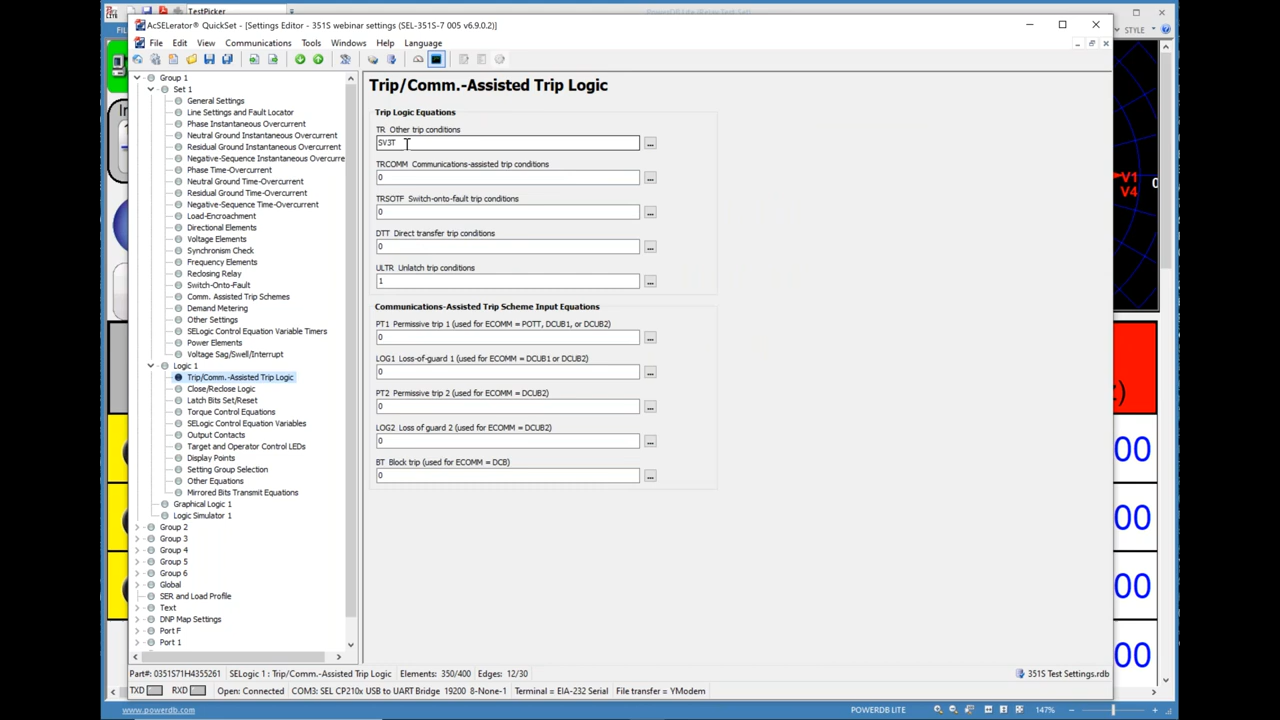 TestPicker
PowerDB Lite - [Relay Test Set]
AcSELerator® QuickSet - [Settings Editor - 351S webinar settings (SEL-351S-7 005 v6.9.0.2)]
STYLE
File Edit View Communications Tools Windows Help Language
Group 1
Set 1
General Settings
Line Settings and Fault Locator
Phase Instantaneous Overcurrent
Neutral Ground Instantaneous Overcurrent
Residual Ground Instantaneous Overcurrent
Negative-Sequence Instantaneous Overcurre
Phase Time-Overcurrent
Neutral Ground Time-Overcurrent
Residual Ground Time-Overcurrent
Negative-Sequence Time-Overcurrent
Load-Encroachment
Directional Elements
Voltage Elements
Synchronism Check
Frequency Elements
Reclosing Relay
Switch-Onto-Fault
Comm. Assisted Trip Schemes
Demand Metering
Other Settings
SELogic Control Equation Variable Timers
Power Elements
Voltage Sag/Swell/Interrupt
Logic 1
Trip/Comm.-Assisted Trip Logic
Close/Reclose Logic
Latch Bits Set/Reset
Torque Control Equations
SELogic Control Equation Variables
Output Contacts
Target and Operator Control LEDs
Display Points
Setting Group Selection
Other Equations
Mirrored Bits Transmit Equations
Graphical Logic 1
Logic Simulator 1
Group 2
Group 3
Group 4
Group 5
Group 6
Global
SER and Load Profile
Text
DNP Map Settings
Port F
Port 1
Trip/Comm.-Assisted Trip Logic
Trip Logic Equations
TR Other trip conditions
SV3T
...
TRCOMM Communications-assisted trip conditions
0
...
TRSOTF Switch-onto-fault trip conditions
0
...
DTT Direct transfer trip conditions
0
...
ULTR Unlatch trip conditions
1
...
Communications-Assisted Trip Scheme Input Equations
PT1 Permissive trip 1 (used for ECOMM = POTT, DCUB1, or DCUB2)
0
...
LOG1 Loss-of-guard 1 (used for ECOMM = DCUB1 or DCUB2)
0
...
PT2 Permissive trip 2 (used for ECOMM = DCUB2)
0
...
LOG2 Loss of guard 2 (used for ECOMM = DCUB2)
0
...
BT Block trip (used for ECOMM = DCB)
0
...
V1
V4
0
)
00
00
00
00
Part#: 0351S71H4355261 SELogic 1 : Trip/Comm.-Assisted Trip Logic Elements: 350/400 Edges: 12/30 351S Test Settings.rdb
TXD RXD Open: Connected COM3: SEL CP210x USB to UART Bridge 19200 8-None-1 Terminal = EIA-232 Serial File transfer = YModem
www.powerdb.com POWERDB LITE 147%